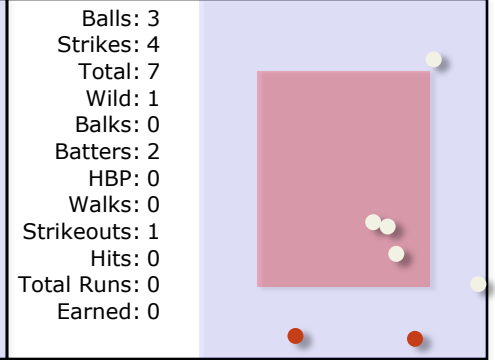 Balls: 3
Strikes: 4
Total: 7
Wild: 1
Balks: 0
Batters: 2
HBP: 0
Walks: 0
Strikeouts: 1
Hits: 0
Total Runs: 0
Earned: 0